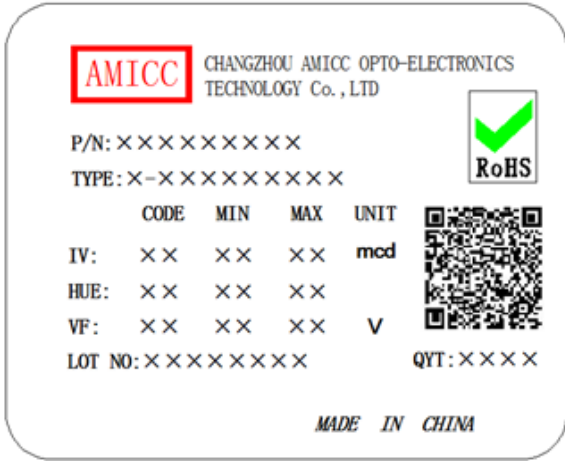 AMICC
CHANGZHOU AMICC OPTO-ELECTRONICS
TECHNOLOGY Co.,LTD
RoHS
P/N:×××××××××
TYPE:×-×××××××××
CODE MIN MAX UNIT
IV: ×× ×× ×× mcd
HUE: ×× ×× ××
VF: ×× ×× ×× V
LOT NO:××××××××
QYT:××××
MADE IN CHINA